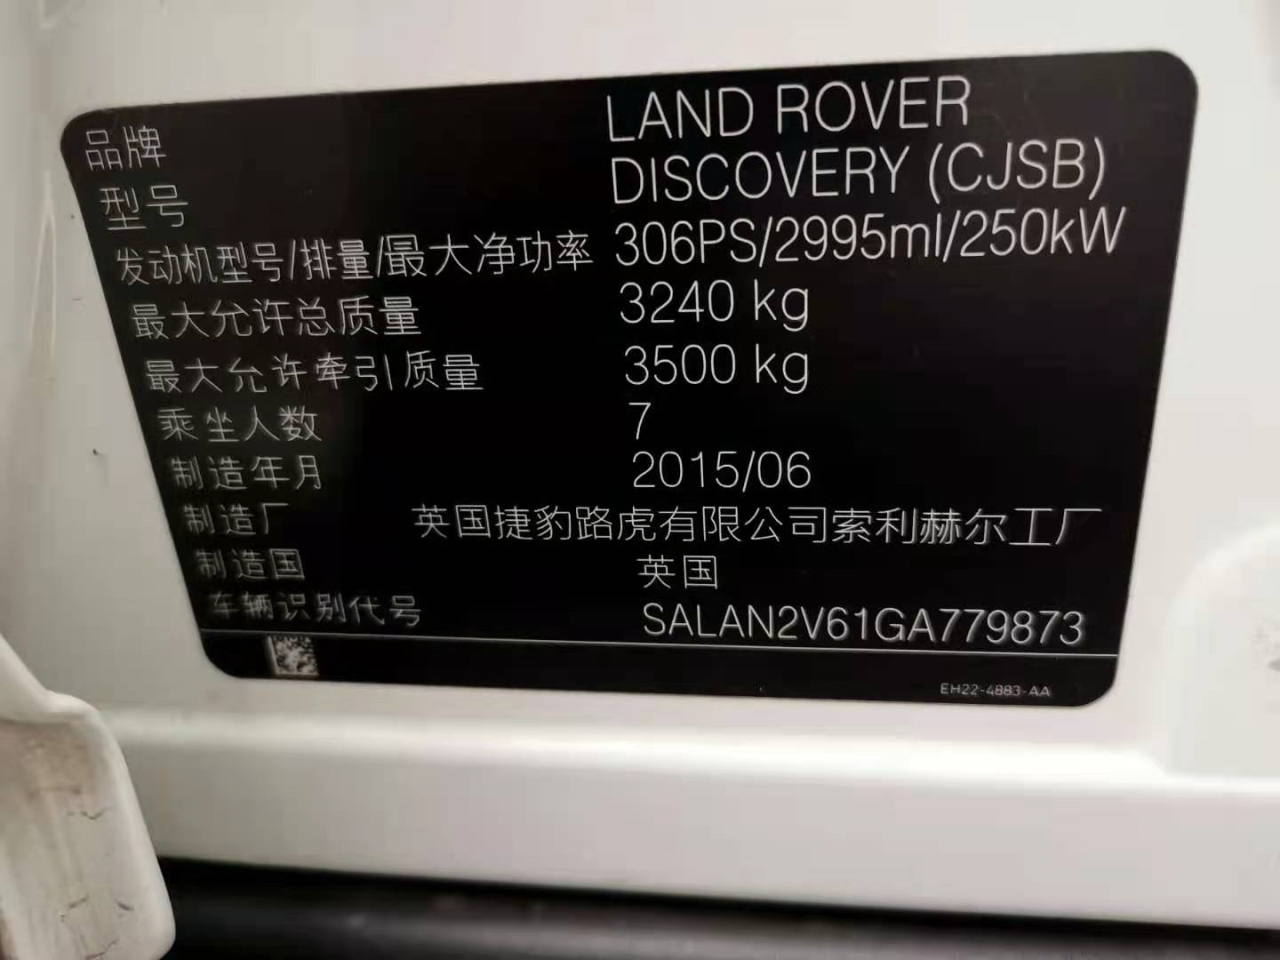 品牌 LAND ROVER
型号 DISCOVERY (CJSB)
发动机型号/排量/最大净功率 306PS/2995ml/250kW
最大允许总质量 3240 kg
最大允许牵引质量 3500 kg
乘坐人数 7
制造年月 2015/06
制造厂 英国捷豹路虎有限公司索利赫尔工厂
制造国 英国
车辆识别代号 SALAN2V61GA779873
EH22-4883-AA